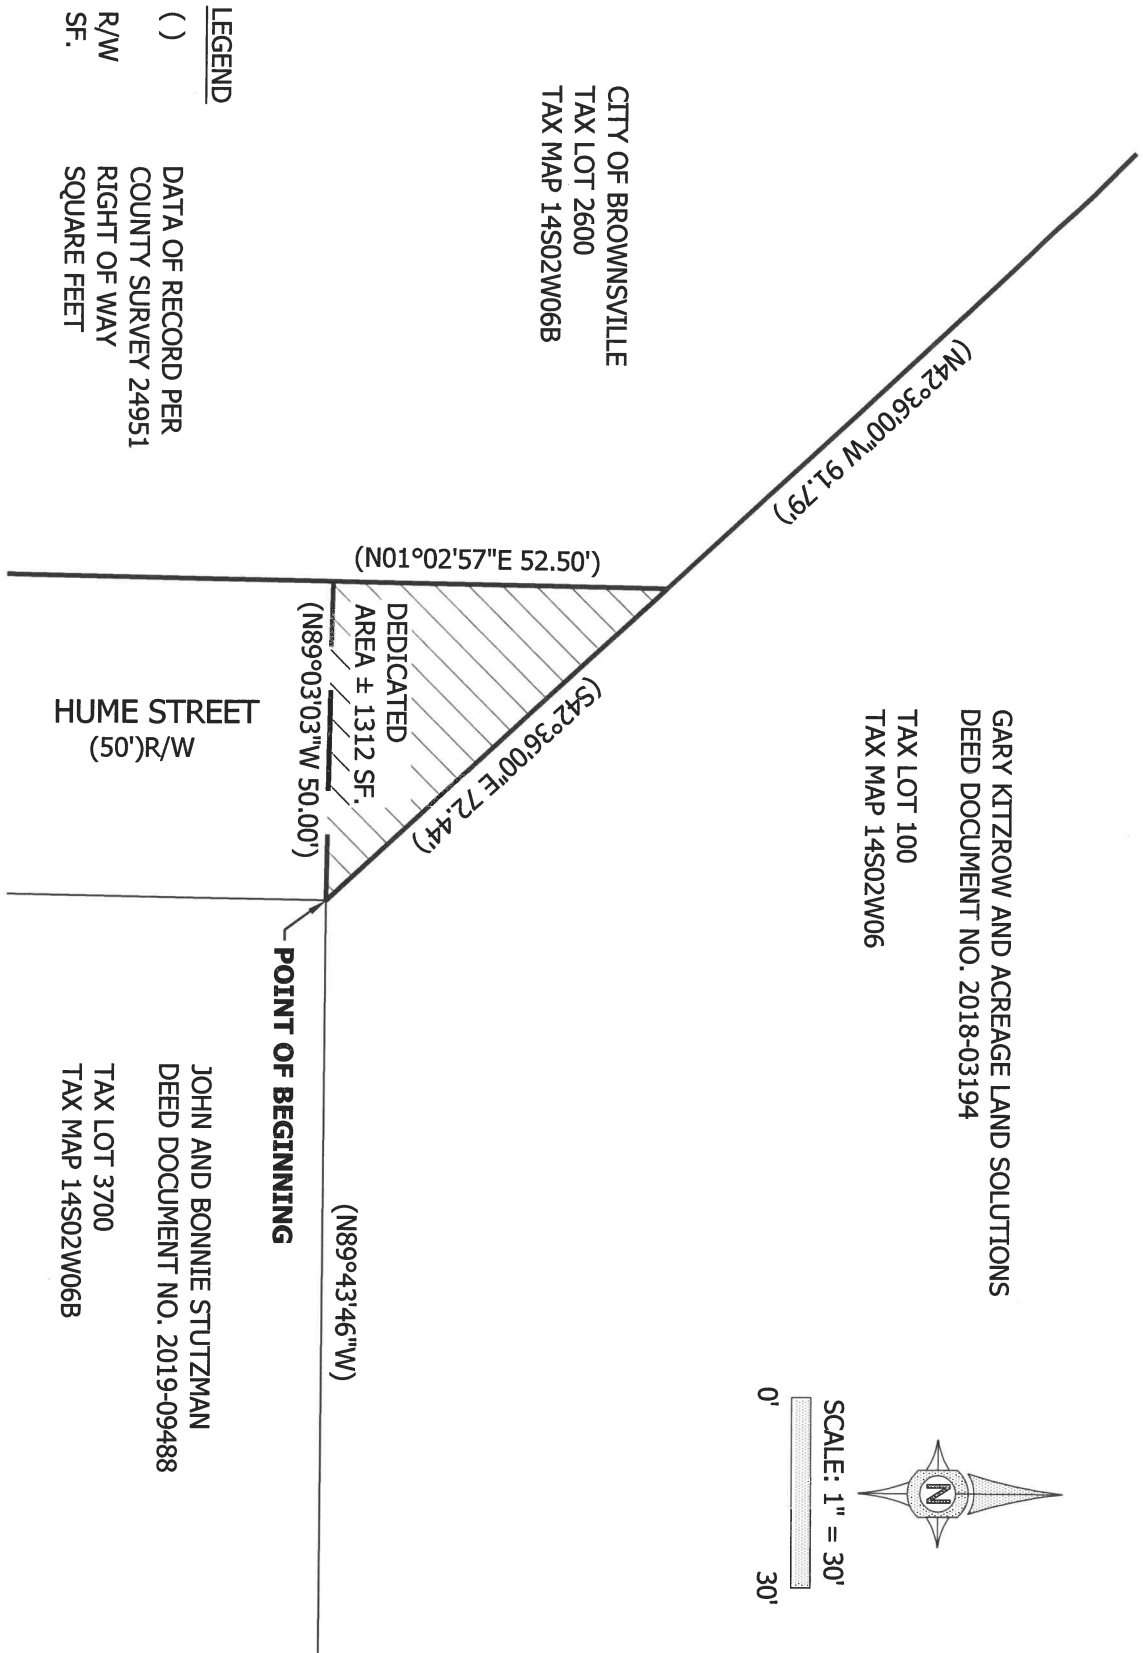 GARY KITZROW AND ACREAGE LAND SOLUTIONS
DEED DOCUMENT NO. 2018-03194
TAX LOT 100
TAX MAP 14S02W06
N
SCALE: 1" = 30'
0' 30'
(N42°36'00"W 91.79')
CITY OF BROWNSVILLE
TAX LOT 2600
TAX MAP 14S02W06B
(N01°02'57"E 52.50')
(S42°36'00"E 72.44')
DEDICATED
AREA ± 1312 SF.
(N89°03'03"W 50.00')
(N89°43'46"W)
POINT OF BEGINNING
HUME STREET
(50')R/W
JOHN AND BONNIE STUTZMAN
DEED DOCUMENT NO. 2019-09488
TAX LOT 3700
TAX MAP 14S02W06B
LEGEND
( ) DATA OF RECORD PER
COUNTY SURVEY 24951
R/W RIGHT OF WAY
SF. SQUARE FEET